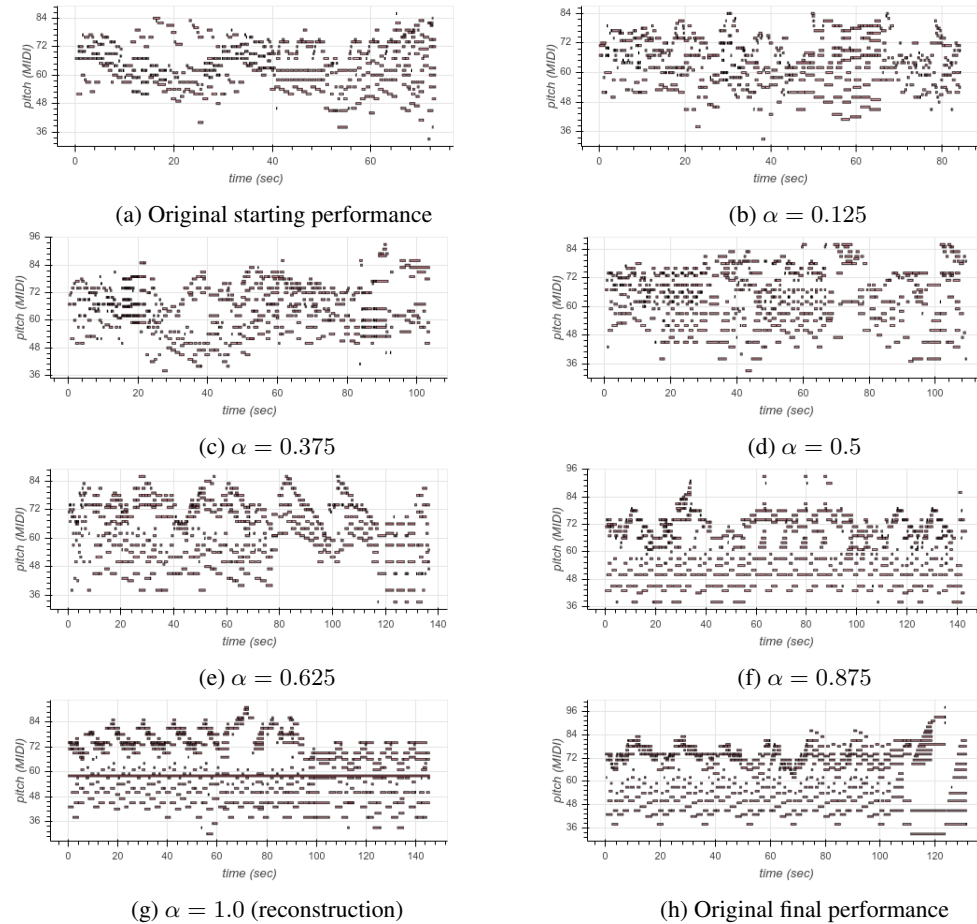 84
72
60
48
36
pitch (MIDI)
0 20 40 60
time (sec)
(a) Original starting performance
84
72
60
48
36
pitch (MIDI)
0 20 40 60 80
time (sec)
(b) α = 0.125
96
84
72
60
48
36
pitch (MIDI)
0 20 40 60 80 100
time (sec)
(c) α = 0.375
84
72
60
48
36
pitch (MIDI)
0 20 40 60 80 100
time (sec)
(d) α = 0.5
84
72
60
48
36
pitch (MIDI)
0 20 40 60 80 100 120 140
time (sec)
(e) α = 0.625
96
84
72
60
48
36
pitch (MIDI)
0 20 40 60 80 100 120 140
time (sec)
(f) α = 0.875
84
72
60
48
36
pitch (MIDI)
0 20 40 60 80 100 120 140
time (sec)
(g) α = 1.0 (reconstruction)
96
84
72
60
48
36
pitch (MIDI)
0 20 40 60 80 100 120
time (sec)
(h) Original final performance